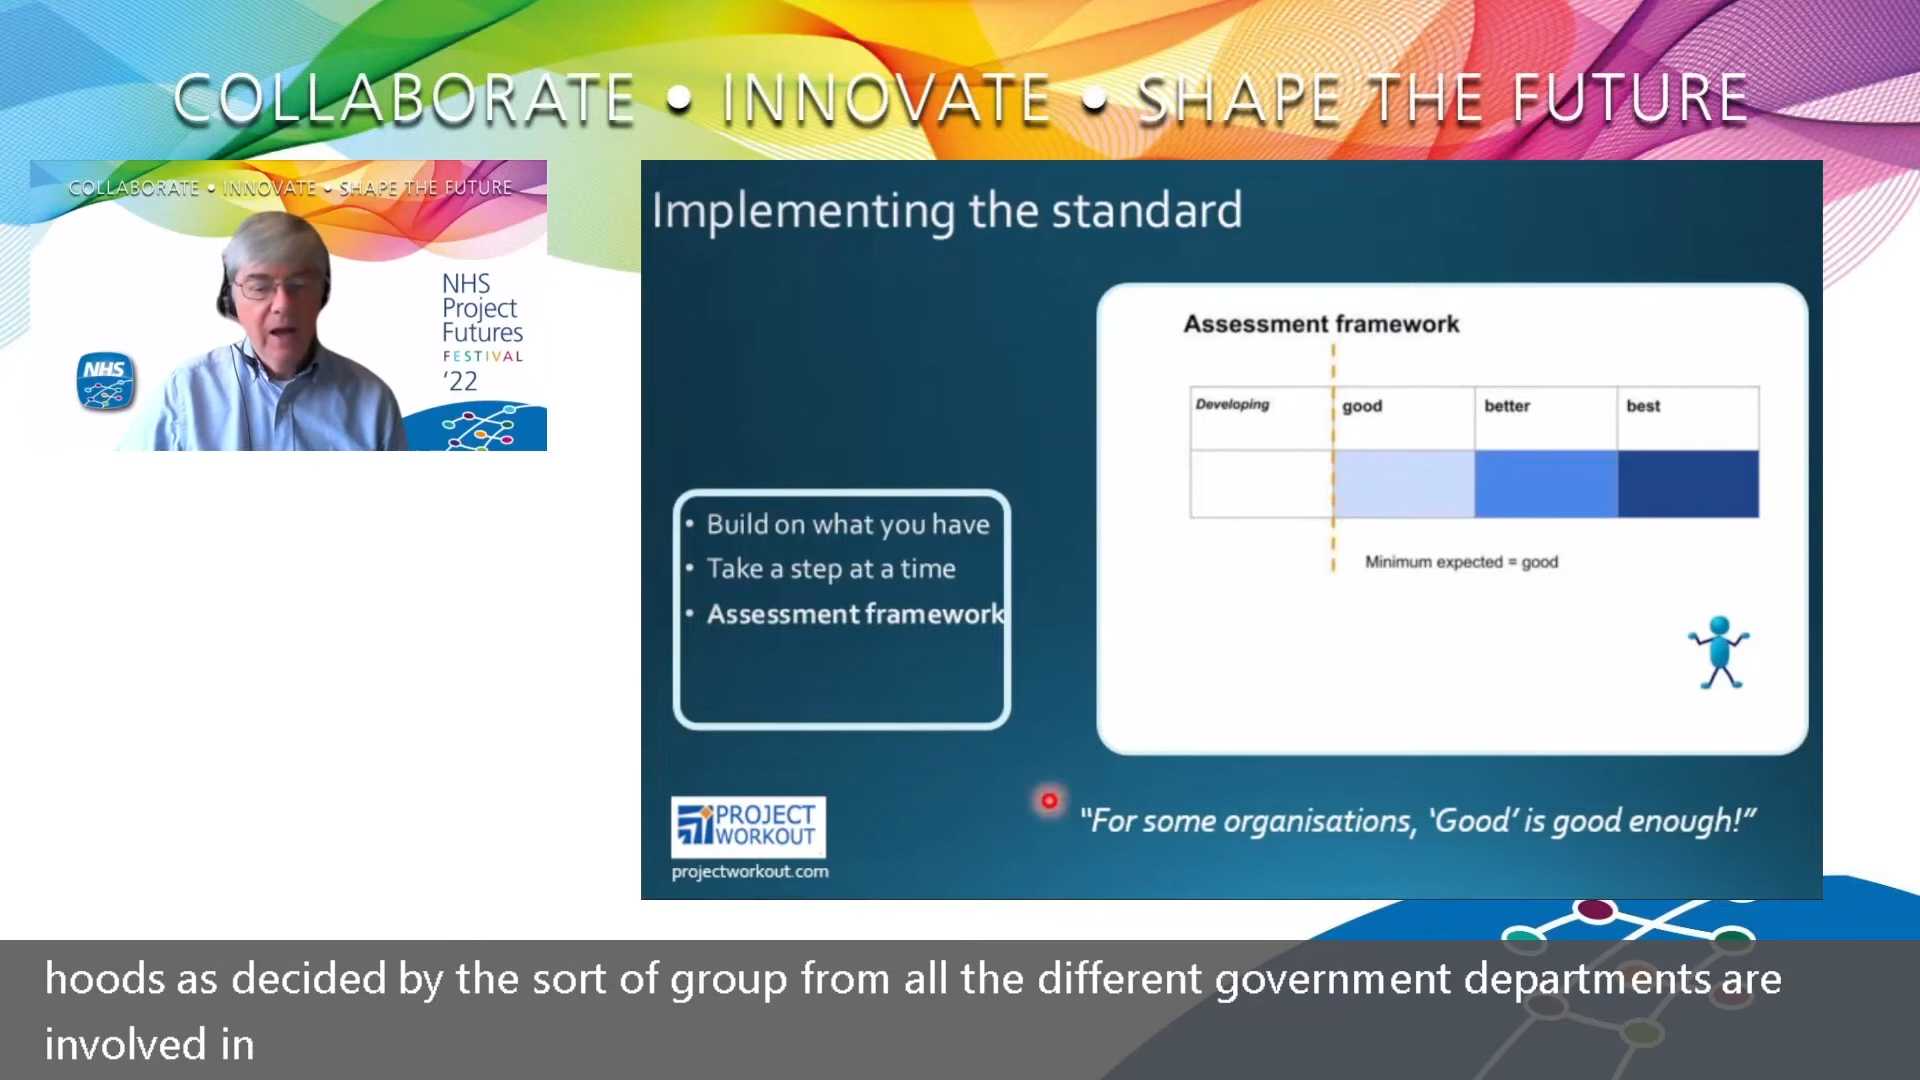 COLLABORATE • INNOVATE • SHAPE THE FUTURE
COLLABORATE • INNOVATE • SHAPE THE FUTURE
NHS
Project
Futures
FESTIVAL
'22
NHS
Implementing the standard
• Build on what you have
• Take a step at a time
• Assessment framework
Assessment framework
Developing good better best
Minimum expected = good
"For some organisations, 'Good' is good enough!"
PROJECT
WORKOUT
projectworkout.com
hoods as decided by the sort of group from all the different government departments are
involved in